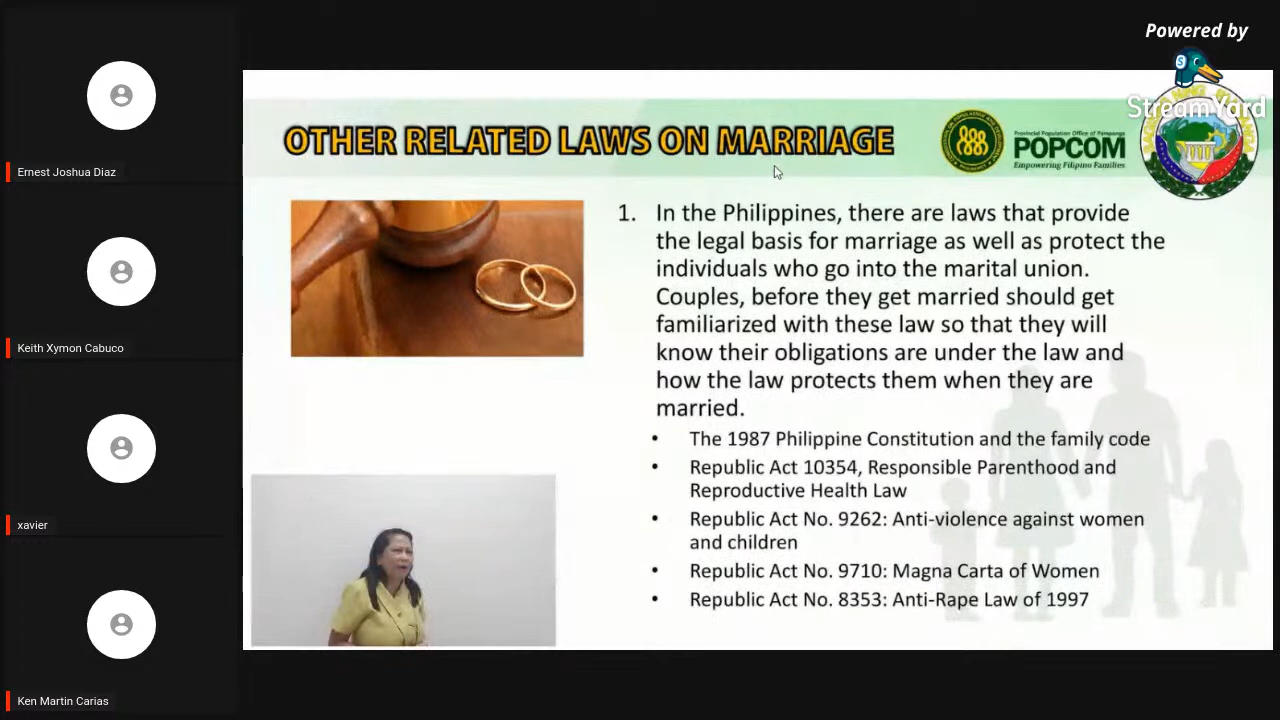 Powered by
StreamYard
Ernest Joshua Diaz
Keith Xymon Cabuco
xavier
Ken Martin Carias
OTHER RELATED LAWS ON MARRIAGE
Provincial Population Office of Pampanga
POPCOM
Empowering Filipino Families
1. In the Philippines, there are laws that provide
the legal basis for marriage as well as protect the
individuals who go into the marital union.
Couples, before they get married should get
familiarized with these law so that they will
know their obligations are under the law and
how the law protects them when they are
married.
• The 1987 Philippine Constitution and the family code
• Republic Act 10354, Responsible Parenthood and
Reproductive Health Law
• Republic Act No. 9262: Anti-violence against women
and children
• Republic Act No. 9710: Magna Carta of Women
• Republic Act No. 8353: Anti-Rape Law of 1997